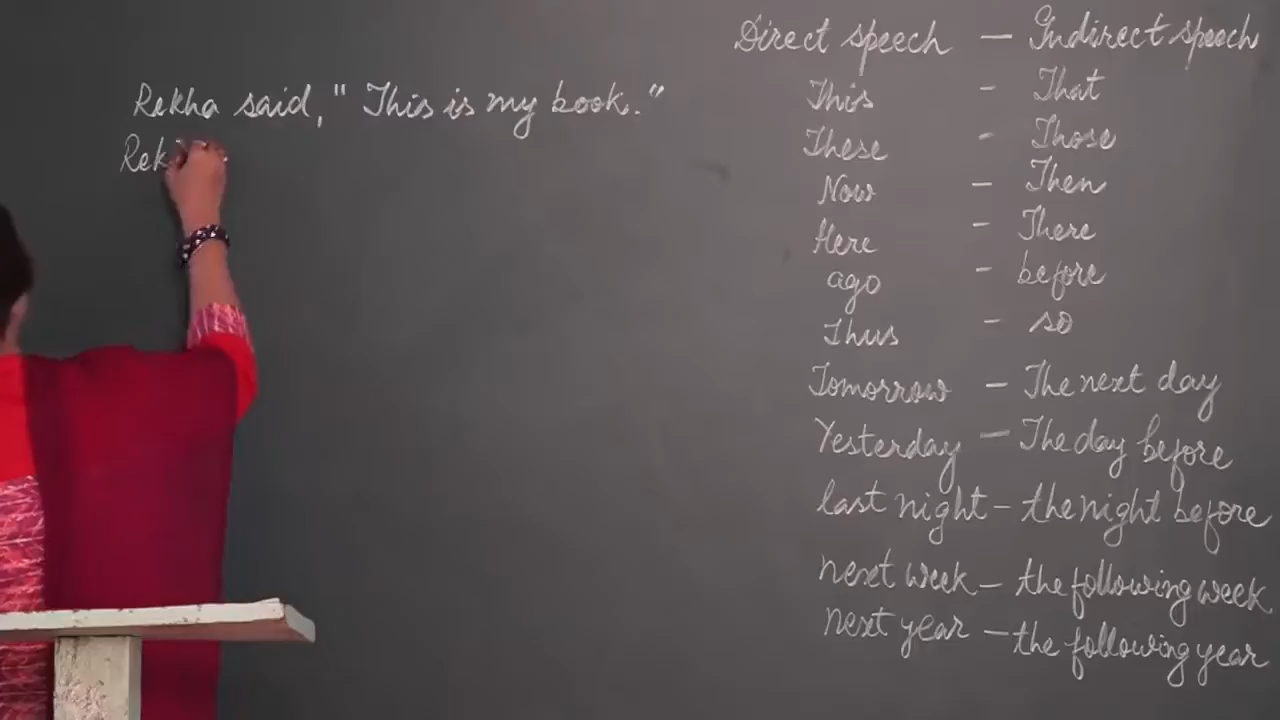 Rekha said, "This is my book."
Rek
Direct speech — Indirect speech
This - That
These - Those
Now - Then
Here - There
ago - before
Thus - so
Tomorrow - The next day
Yesterday - The day before
last night - the night before
next week - the following week
next year - the following year